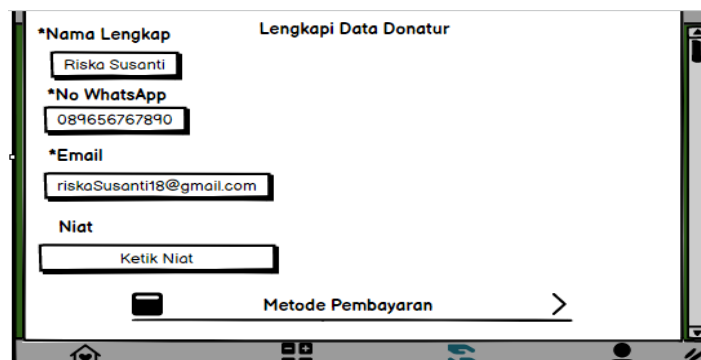 Lengkapi Data Donatur
*Nama Lengkap
Riska Susanti
*No WhatsApp
089656767890
*Email
riskaSusanti18@gmail.com
Niat
Ketik Niat
Metode Pembayaran